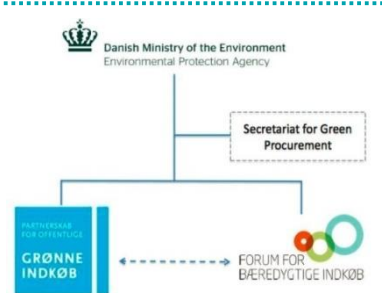 Danish Ministry of the Environment
Environmental Protection Agency
Secretariat for Green
Procurement
PARTNERSKAB
FOR OFFENTLIGE
GRØNNE
INDKØB
FORUM FOR
BÆREDYGTIGE INDKØB